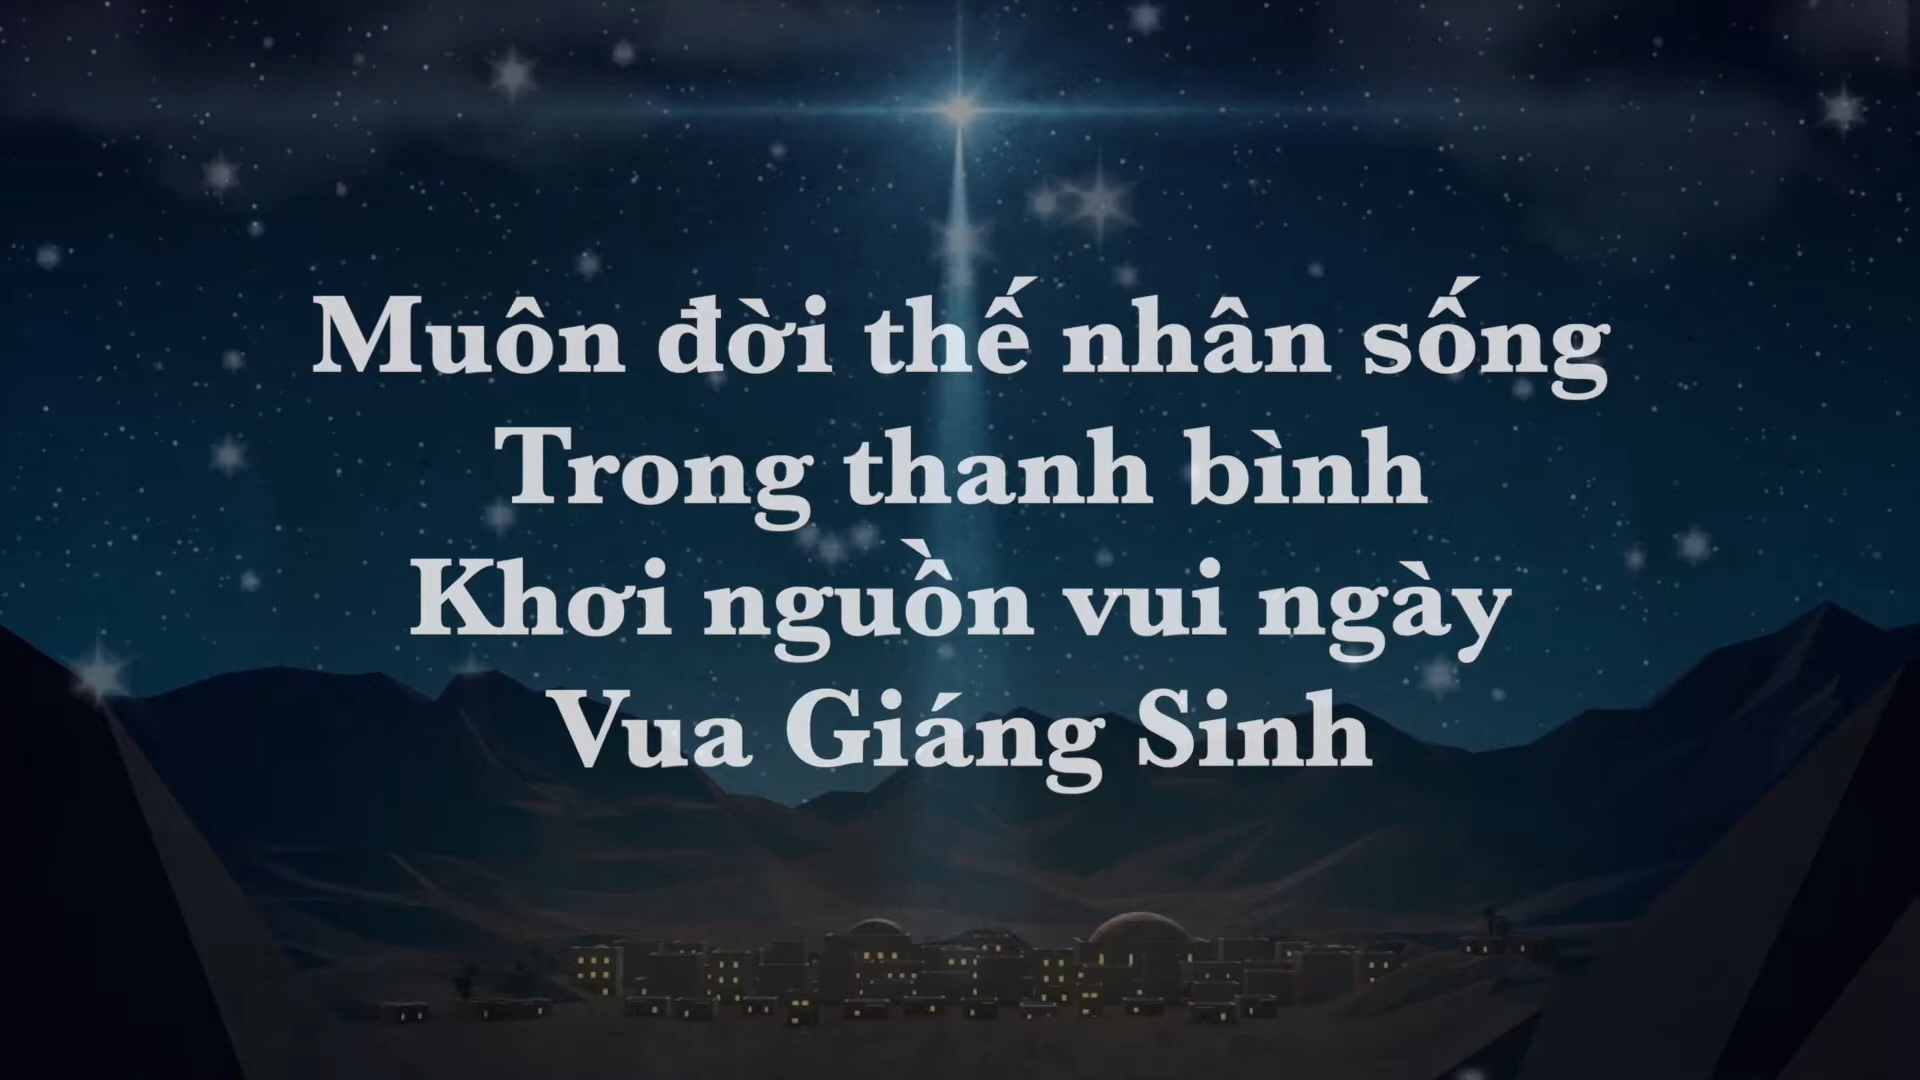 Muôn đời thế nhân sống
Trong thanh bình
Khơi nguồn vui ngày
Vua Giáng Sinh